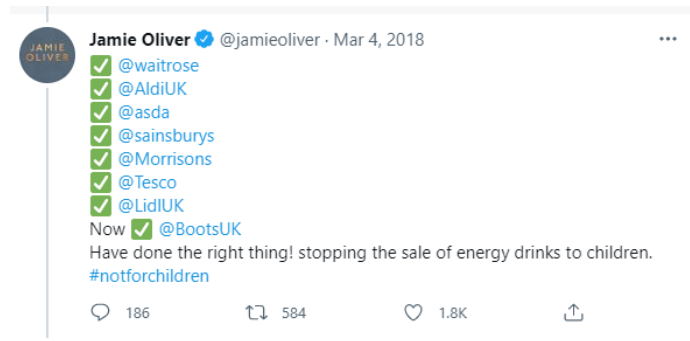 JAMIE
OLIVER
Jamie Oliver @jamieoliver · Mar 4, 2018
✅ @waitrose
✅ @AldiUK
✅ @asda
✅ @sainsburys
✅ @Morrisons
✅ @Tesco
✅ @LidlUK
Now ✅ @BootsUK
Have done the right thing! stopping the sale of energy drinks to children.
#notforchildren
186 584 1.8K